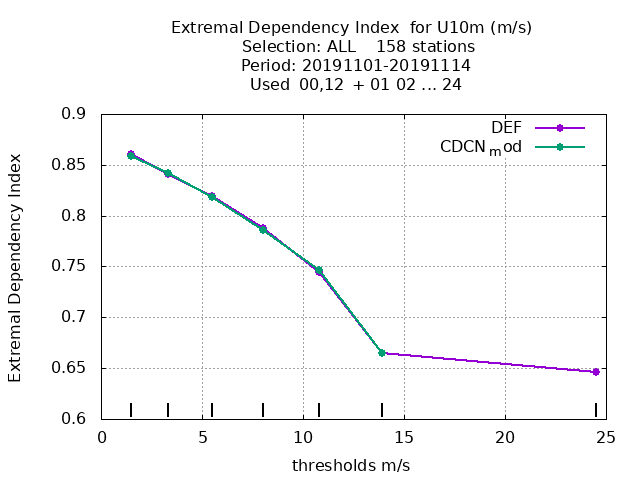 Extremal Dependency Index  for U10m (m/s)
Selection: ALL    158 stations
Period: 20191101-20191114
Used  00,12  + 01 02 ... 24
DEF
CDCN_mod
Extremal Dependency Index
0.9
0.85
0.8
0.75
0.7
0.65
0.6
0 5 10 15 20 25
thresholds m/s